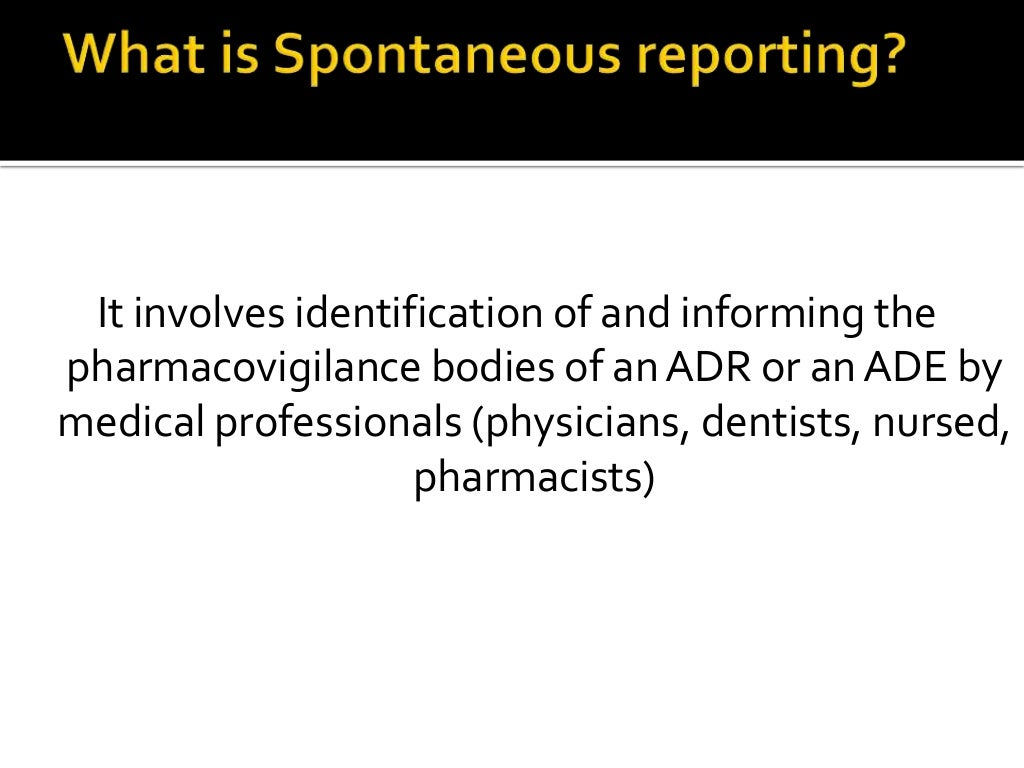 What is Spontaneous reporting?
It involves identification of and informing the
pharmacovigilance bodies of an ADR or an ADE by
medical professionals (physicians, dentists, nursed,
pharmacists)